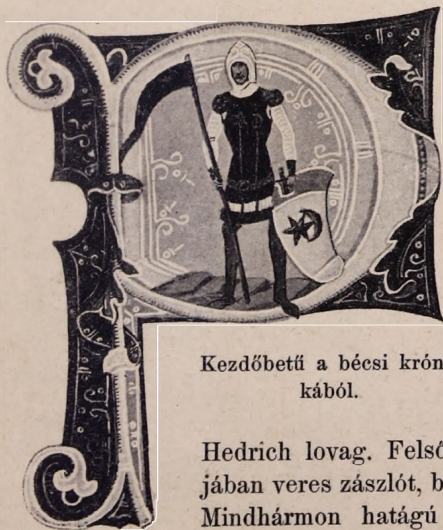 Kezdőbetű a bécsi krón
kából.
Hedrich lovag. Felső
jában veres zászlót, b
Mindhármon hatágú